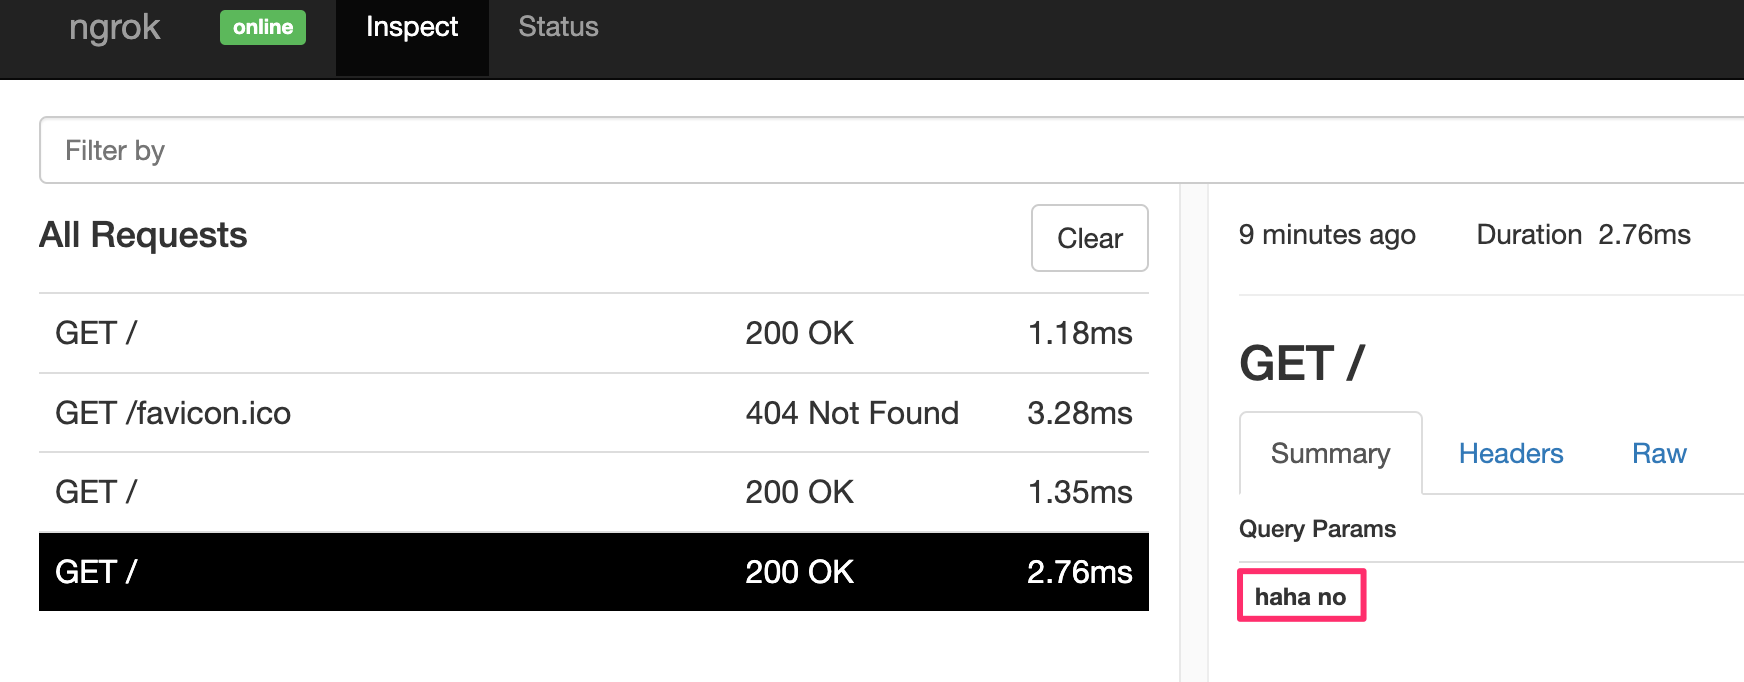 ngrok online Inspect Status
Filter by
All Requests Clear
GET / 200 OK 1.18ms
GET /favicon.ico 404 Not Found 3.28ms
GET / 200 OK 1.35ms
GET / 200 OK 2.76ms
9 minutes ago Duration 2.76ms
GET /
Summary Headers Raw
Query Params
haha no